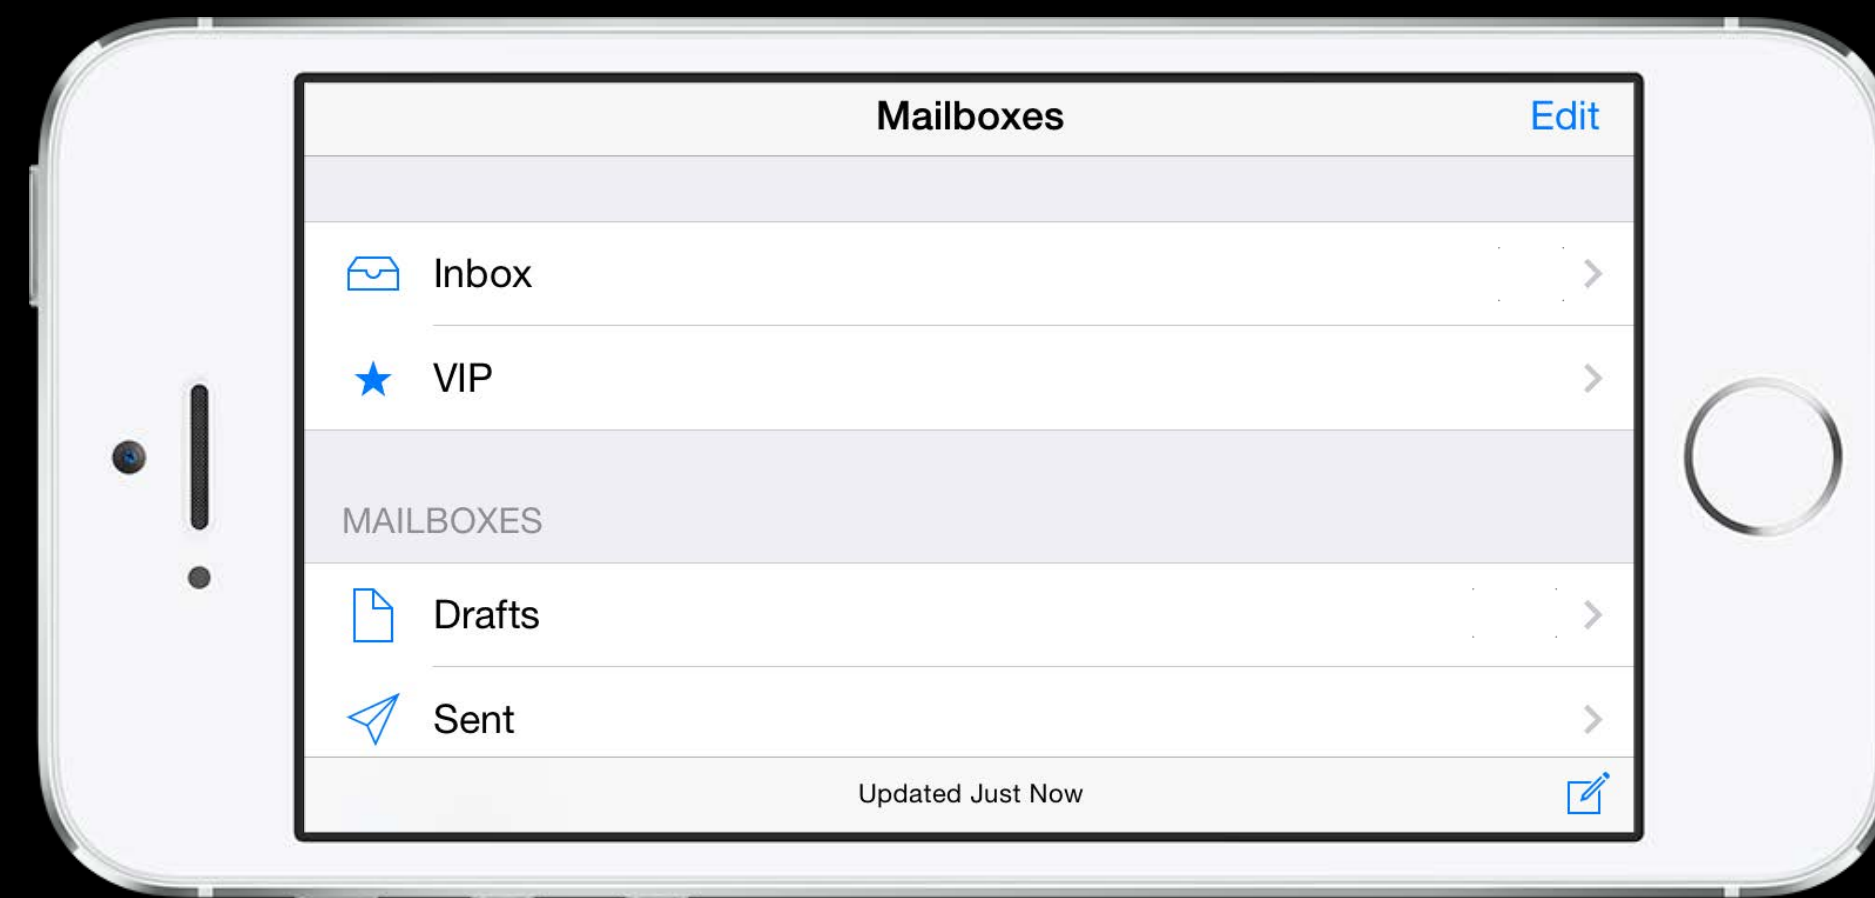 Mailboxes
Edit
Inbox
VIP
MAILBOXES
Drafts
Sent
Updated Just Now